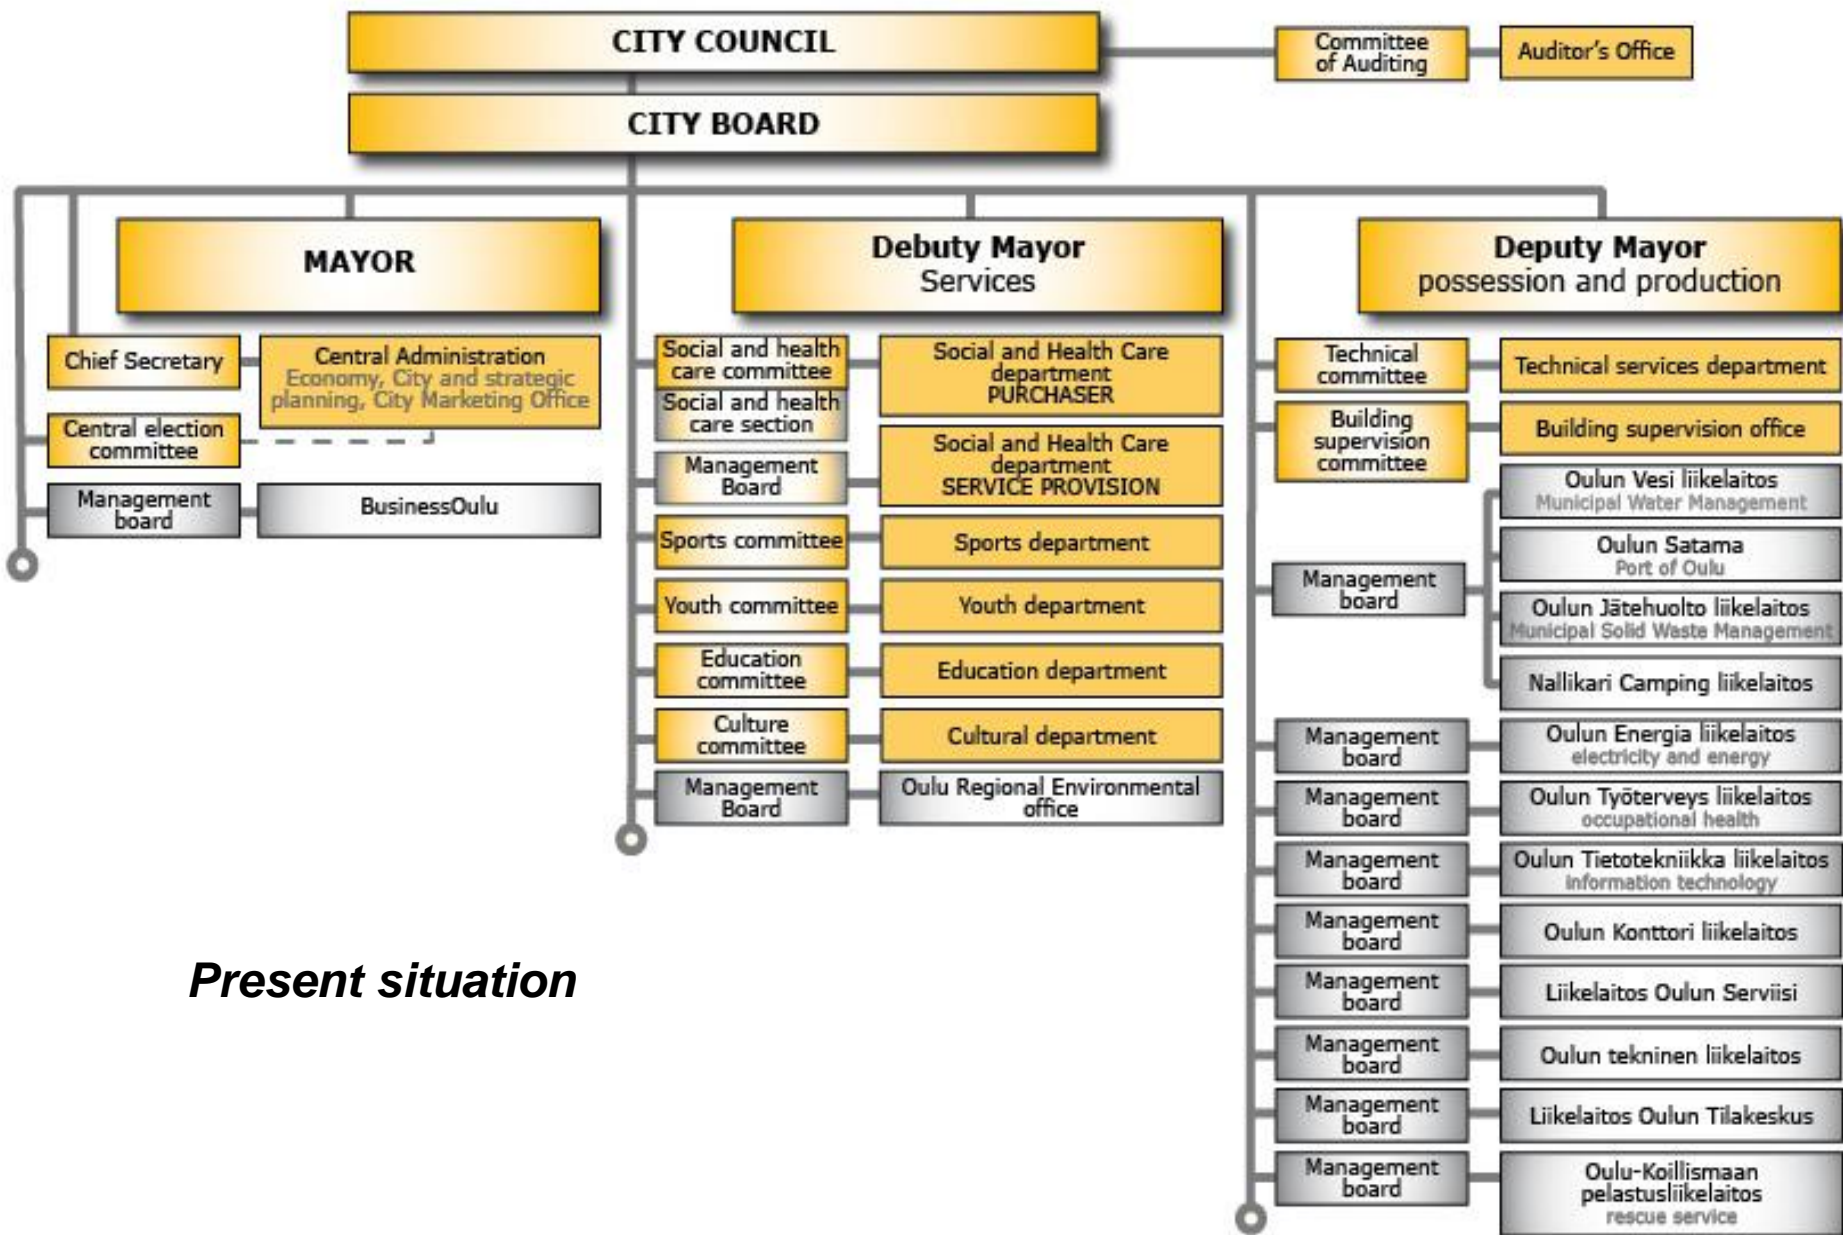 CITY COUNCIL
Committee
of Auditing
Auditor's Office
CITY BOARD
MAYOR
Chief Secretary
Central Administration
Economy, City and strategic
planning, City Marketing Office
Central election
committee
Management
board
BusinessOulu
Debuty Mayor
Services
Social and health
care committee
Social and Health Care
department
PURCHASER
Social and health
care section
Management
Board
Social and Health Care
department
SERVICE PROVISION
Sports committee
Sports department
Youth committee
Youth department
Education
committee
Education department
Culture
committee
Cultural department
Management
Board
Oulu Regional Environmental
office
Deputy Mayor
possession and production
Technical
committee
Technical services department
Building
supervision
committee
Building supervision office
Management
board
Oulun Vesi liikelaitos
Municipal Water Management
Oulun Satama
Port of Oulu
Oulun Jätehuolto liikelaitos
Municipal Solid Waste Management
Nallikari Camping liikelaitos
Management
board
Oulun Energia liikelaitos
electricity and energy
Management
board
Oulun Työterveys liikelaitos
occupational health
Management
board
Oulun Tietotekniikka liikelaitos
information technology
Management
board
Oulun Konttori liikelaitos
Management
board
Liikelaitos Oulun Serviisi
Management
board
Oulun tekninen liikelaitos
Management
board
Liikelaitos Oulun Tilakeskus
Management
board
Oulu-Koillismaan
pelastusliikelaitos
rescue service
Present situation